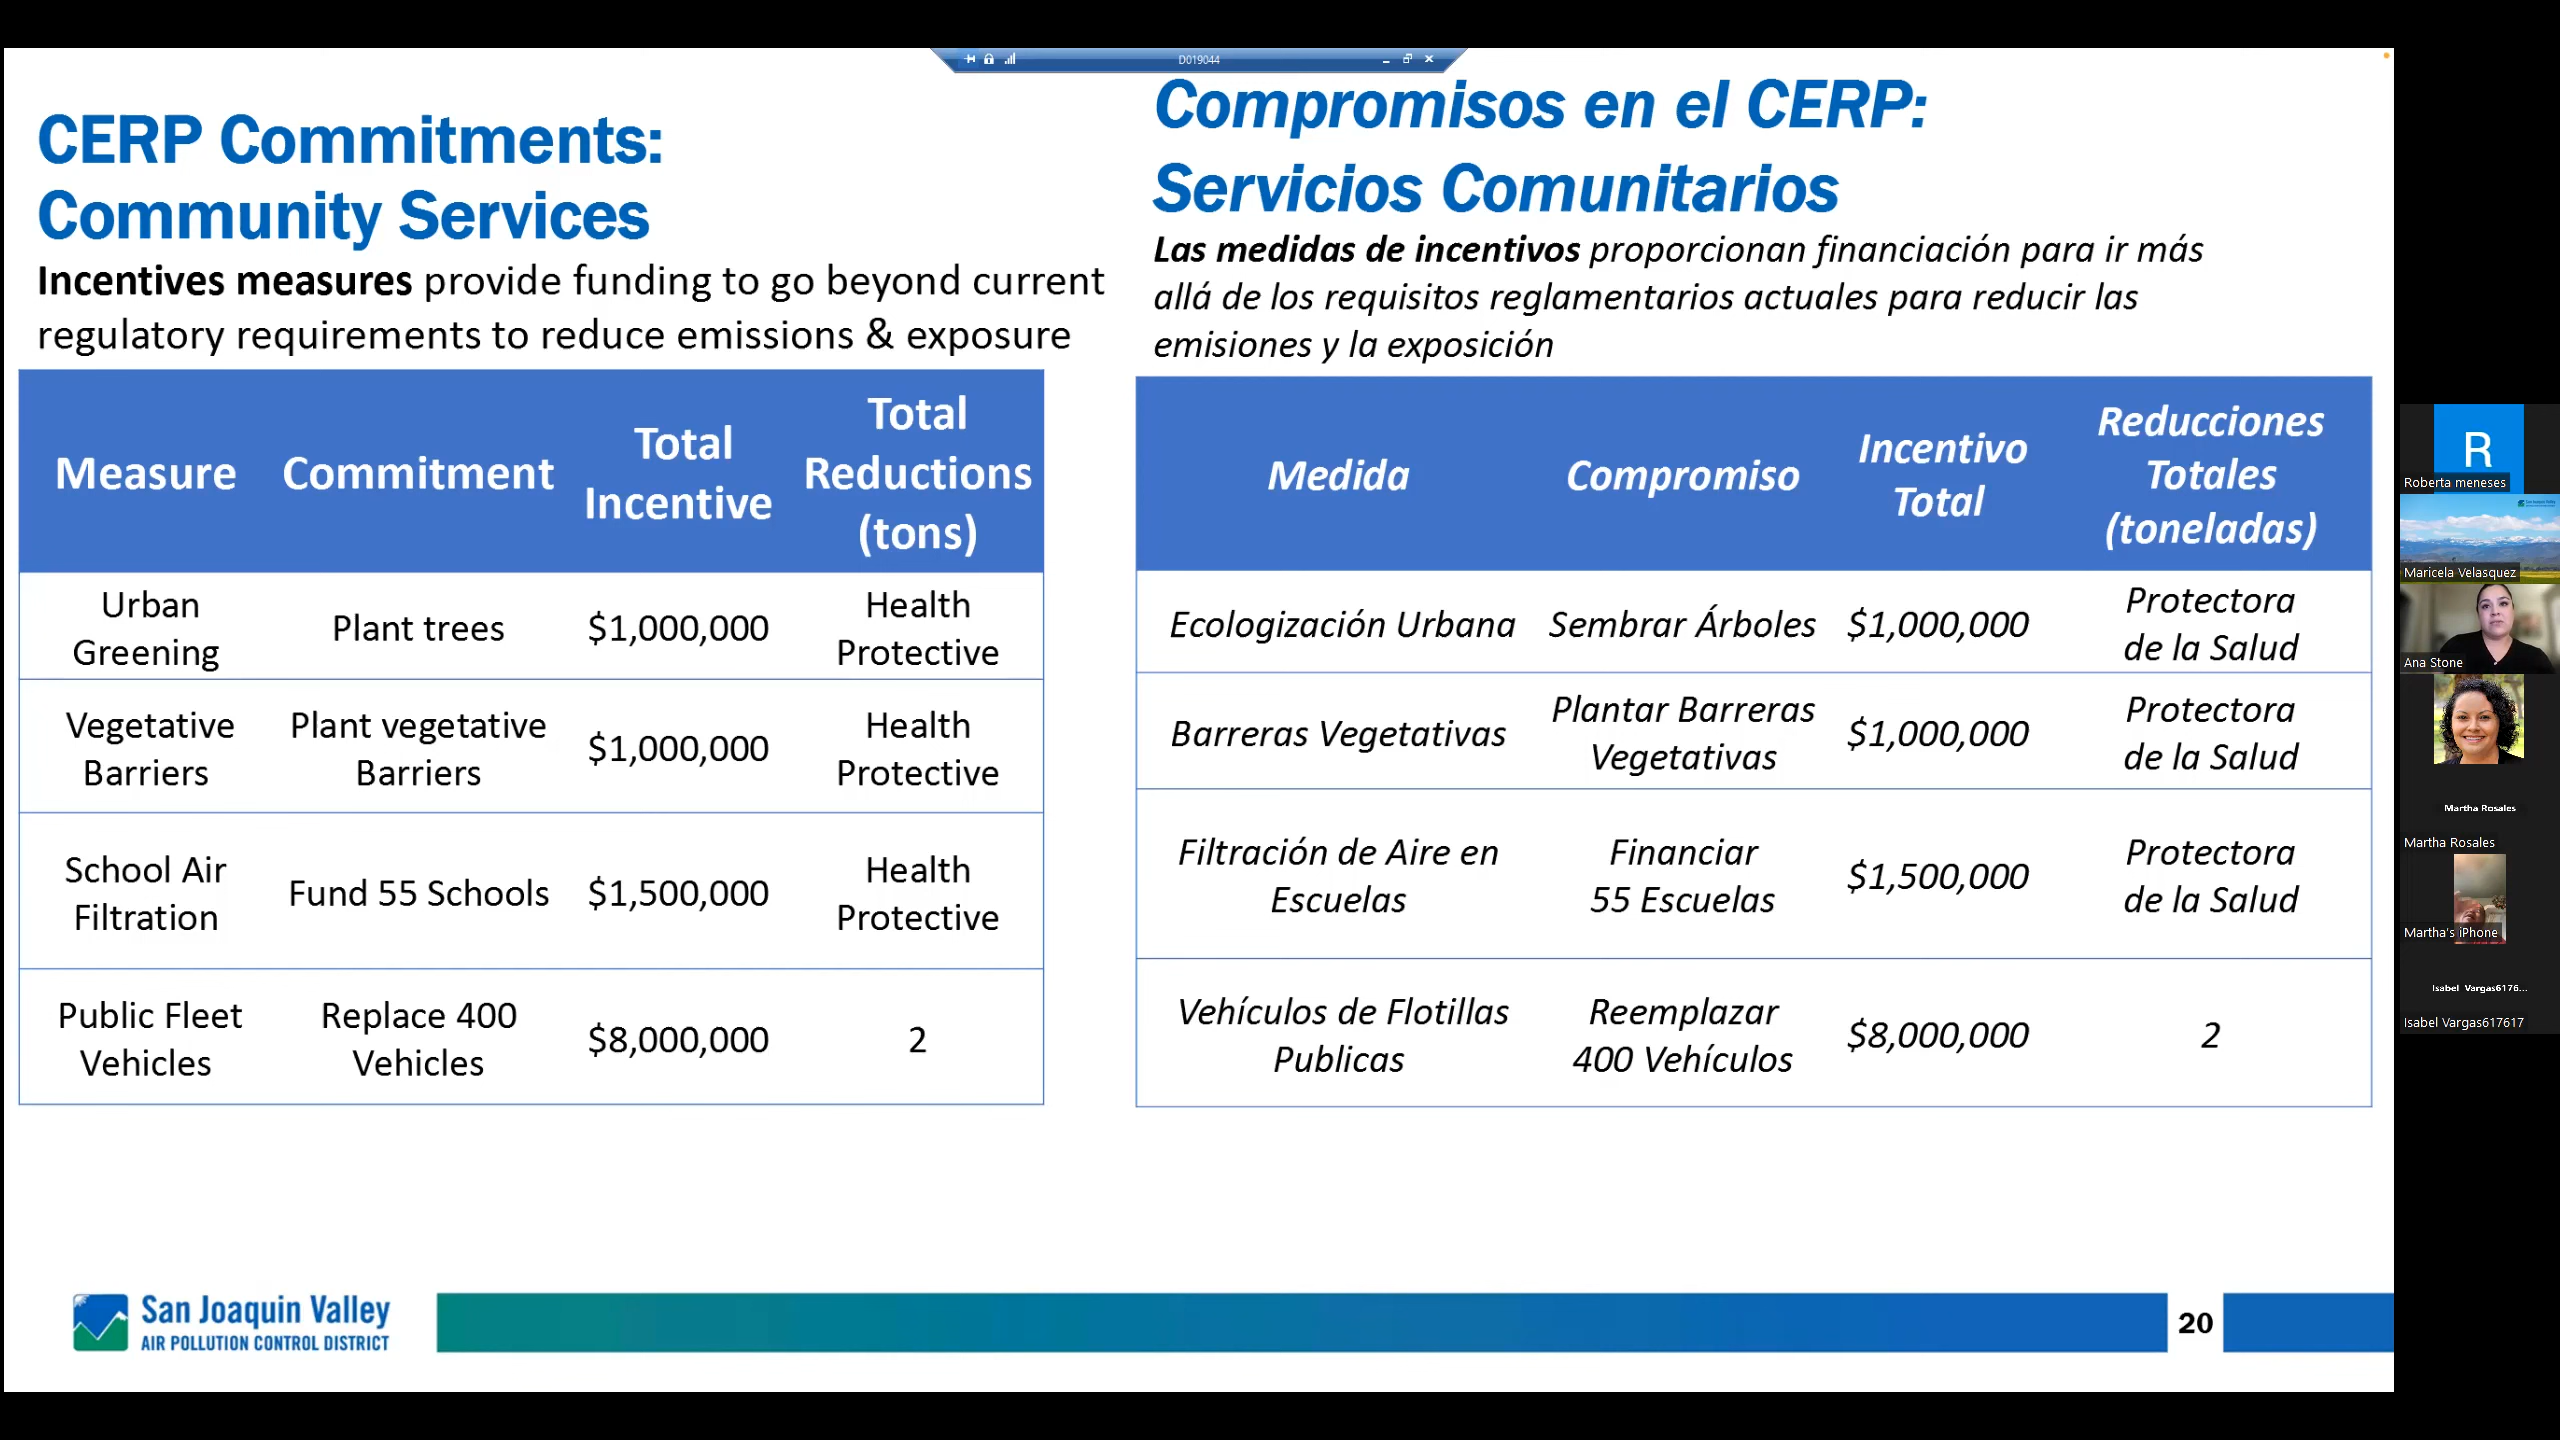 D019044
CERP Commitments:
Community Services
Incentives measures provide funding to go beyond current
regulatory requirements to reduce emissions & exposure
Measure
Commitment
Total
Incentive
Total
Reductions
(tons)
Urban
Greening
Plant trees
$1,000,000
Health
Protective
Vegetative
Barriers
Plant vegetative
Barriers
$1,000,000
Health
Protective
School Air
Filtration
Fund 55 Schools
$1,500,000
Health
Protective
Public Fleet
Vehicles
Replace 400
Vehicles
$8,000,000
2
Compromisos en el CERP:
Servicios Comunitarios
Las medidas de incentivos proporcionan financiación para ir más
allá de los requisitos reglamentarios actuales para reducir las
emisiones y la exposición
Medida
Compromiso
Incentivo
Total
Reducciones
Totales
(toneladas)
Ecologización Urbana
Sembrar Árboles
$1,000,000
Protectora
de la Salud
Barreras Vegetativas
Plantar Barreras
Vegetativas
$1,000,000
Protectora
de la Salud
Filtración de Aire en
Escuelas
Financiar
55 Escuelas
$1,500,000
Protectora
de la Salud
Vehículos de Flotillas
Publicas
Reemplazar
400 Vehículos
$8,000,000
2
San Joaquin Valley
AIR POLLUTION CONTROL DISTRICT
20
R
Roberta meneses
Maricela Velasquez
Ana Stone
Martha Rosales
Martha Rosales
Martha's iPhone
Isabel Vargas6176...
Isabel Vargas617617